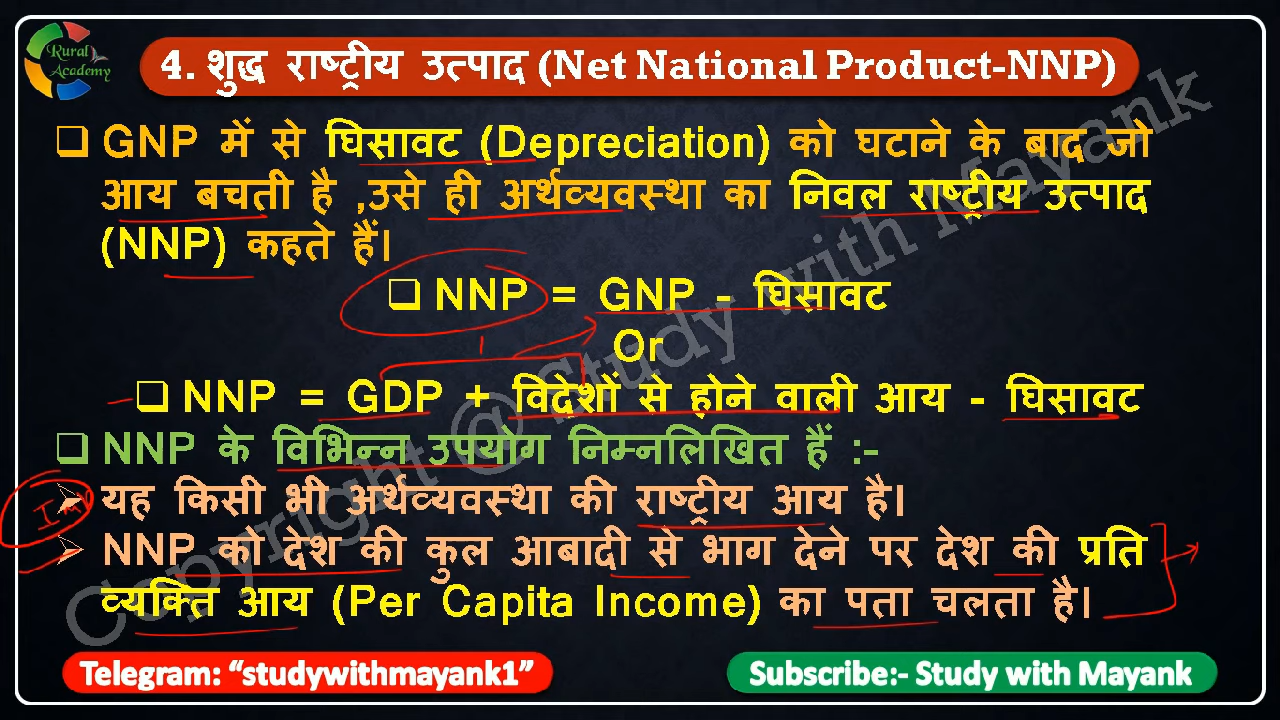 Rural
Academy
4. शुद्ध राष्ट्रीय उत्पाद (Net National Product-NNP)
❑ GNP में से घिसावट (Depreciation) को घटाने के बाद जो
आय बचती है ,उसे ही अर्थव्यवस्था का निवल राष्ट्रीय उत्पाद
(NNP) कहते हैं।
❑ NNP = GNP - घिसावट
Or
❑ NNP = GDP + विदेशों से होने वाली आय - घिसावट
❑ NNP के विभिन्न उपयोग निम्नलिखित हैं :-
➢ यह किसी भी अर्थव्यवस्था की राष्ट्रीय आय है।
➢ NNP को देश की कुल आबादी से भाग देने पर देश की प्रति
व्यक्ति आय (Per Capita Income) का पता चलता है।
Copyright @ Study with Mayank
Telegram: “studywithmayank1”
Subscribe:- Study with Mayank